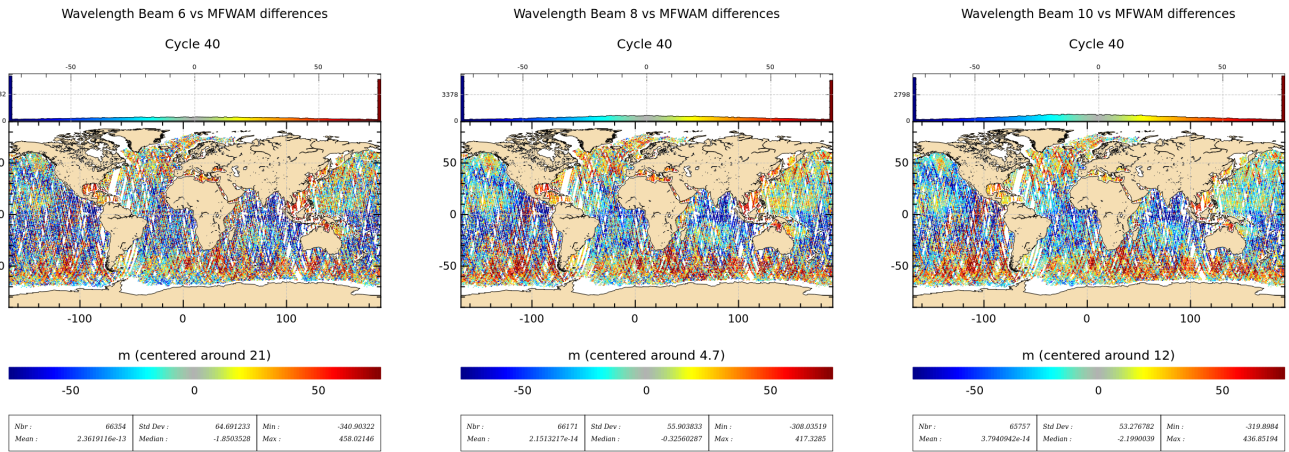 Wavelength Beam 6 vs MFWAM differences
Cycle 40
-50 0 50
0
50
0
-50
-100 0 100
m (centered around 21)
-50 0 50
Nbr : 66354 Std Dev : 64.691233 Min : -340.90322
Mean : 2.3619116e-13 Median : -1.8503528 Max : 458.02146
Wavelength Beam 8 vs MFWAM differences
Cycle 40
-50 0 50
3378
0
50
0
-50
-100 0 100
m (centered around 4.7)
-50 0 50
Nbr : 66171 Std Dev : 55.903833 Min : -308.03519
Mean : 2.1513217e-14 Median : -0.32560287 Max : 417.3285
Wavelength Beam 10 vs MFWAM differences
Cycle 40
-50 0 50
2798
0
50
0
-50
-100 0 100
m (centered around 12)
-50 0 50
Nbr : 65757 Std Dev : 53.276782 Min : -319.8984
Mean : 3.7940942e-14 Median : -2.1990039 Max : 436.85194